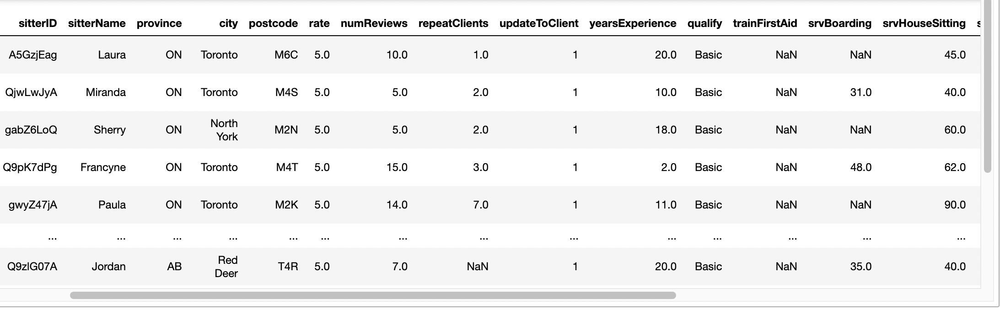 sitterID sitterName province city postcode rate numReviews repeatClients updateToClient yearsExperience qualify trainFirstAid srvBoarding srvHouseSitting
A5GzjEag Laura ON Toronto M6C 5.0 10.0 1.0 1 20.0 Basic NaN NaN 45.0
QjwLwJyA Miranda ON Toronto M4S 5.0 5.0 2.0 1 10.0 Basic NaN 31.0 40.0
gabZ6LoQ Sherry ON North York M2N 5.0 5.0 2.0 1 18.0 Basic NaN NaN 60.0
Q9pK7dPg Francyne ON Toronto M4T 5.0 15.0 3.0 1 2.0 Basic NaN 48.0 62.0
gwyZ47jA Paula ON Toronto M2K 5.0 14.0 7.0 1 11.0 Basic NaN NaN 90.0
... ... ... ... ... ... ... ... ... ... ... ... ... ...
Q9zlG07A Jordan AB Red Deer T4R 5.0 7.0 NaN 1 20.0 Basic NaN 35.0 40.0